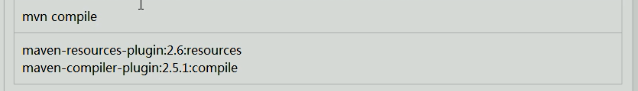 mvn compile
maven-resources-plugin:2.6:resources
maven-compiler-plugin:2.5.1:compile